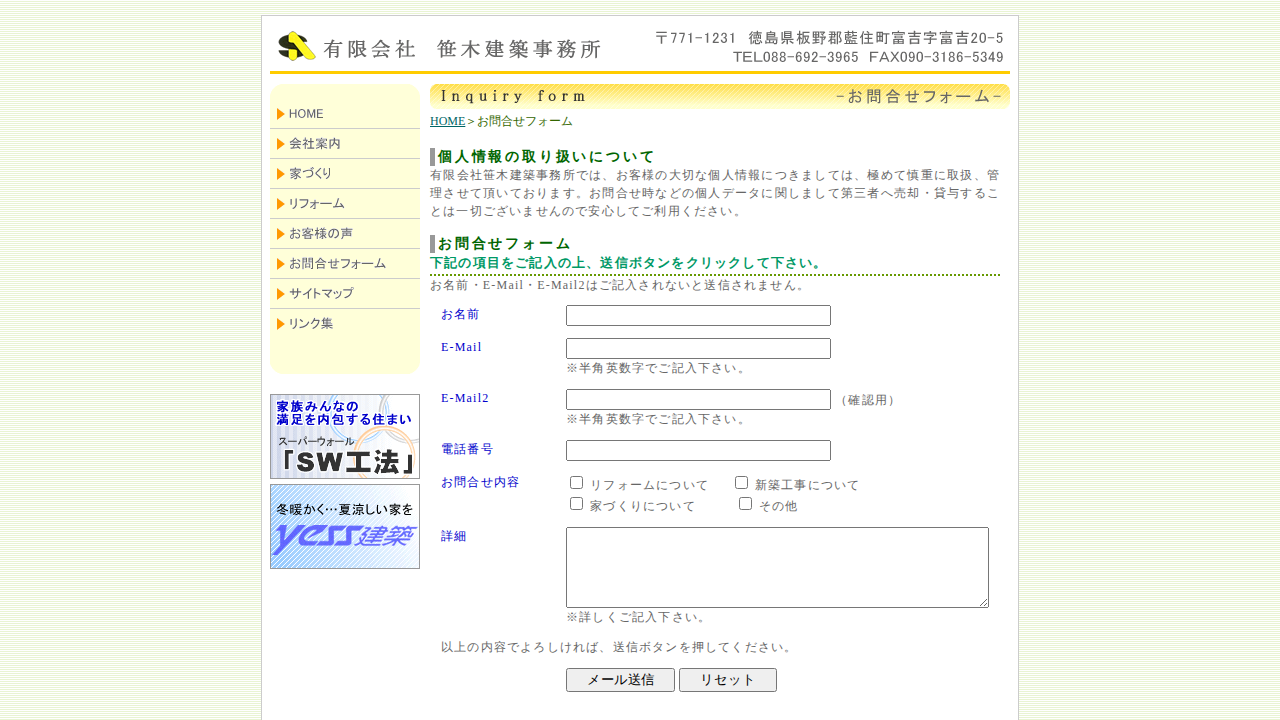 有限会社　笹木建築事務所
〒771-1231　徳島県板野郡藍住町富吉字富吉20-5
TEL088-692-3965　FAX090-3186-5349
HOME
会社案内
家づくり
リフォーム
お客様の声
お問合せフォーム
サイトマップ
リンク集
家族みんなの
満足を内包する住まい
スーパーウォール
「SW工法」
冬暖かく…夏涼しい家を
yess建築
Inquiry form
−お問合せフォーム−
HOME＞お問合せフォーム
個人情報の取り扱いについて
有限会社笹木建築事務所では、お客様の大切な個人情報につきましては、極めて慎重に取扱、管
理させて頂いております。お問合せ時などの個人データに関しまして第三者へ売却・貸与するこ
とは一切ございませんので安心してご利用ください。
お問合せフォーム
下記の項目をご記入の上、送信ボタンをクリックして下さい。
お名前・E-Mail・E-Mail2はご記入されないと送信されません。
お名前
E-Mail
※半角英数字でご記入下さい。
E-Mail2
（確認用）
※半角英数字でご記入下さい。
電話番号
お問合せ内容
リフォームについて　新築工事について
家づくりについて　その他
詳細
※詳しくご記入下さい。
以上の内容でよろしければ、送信ボタンを押してください。
メール送信　リセット